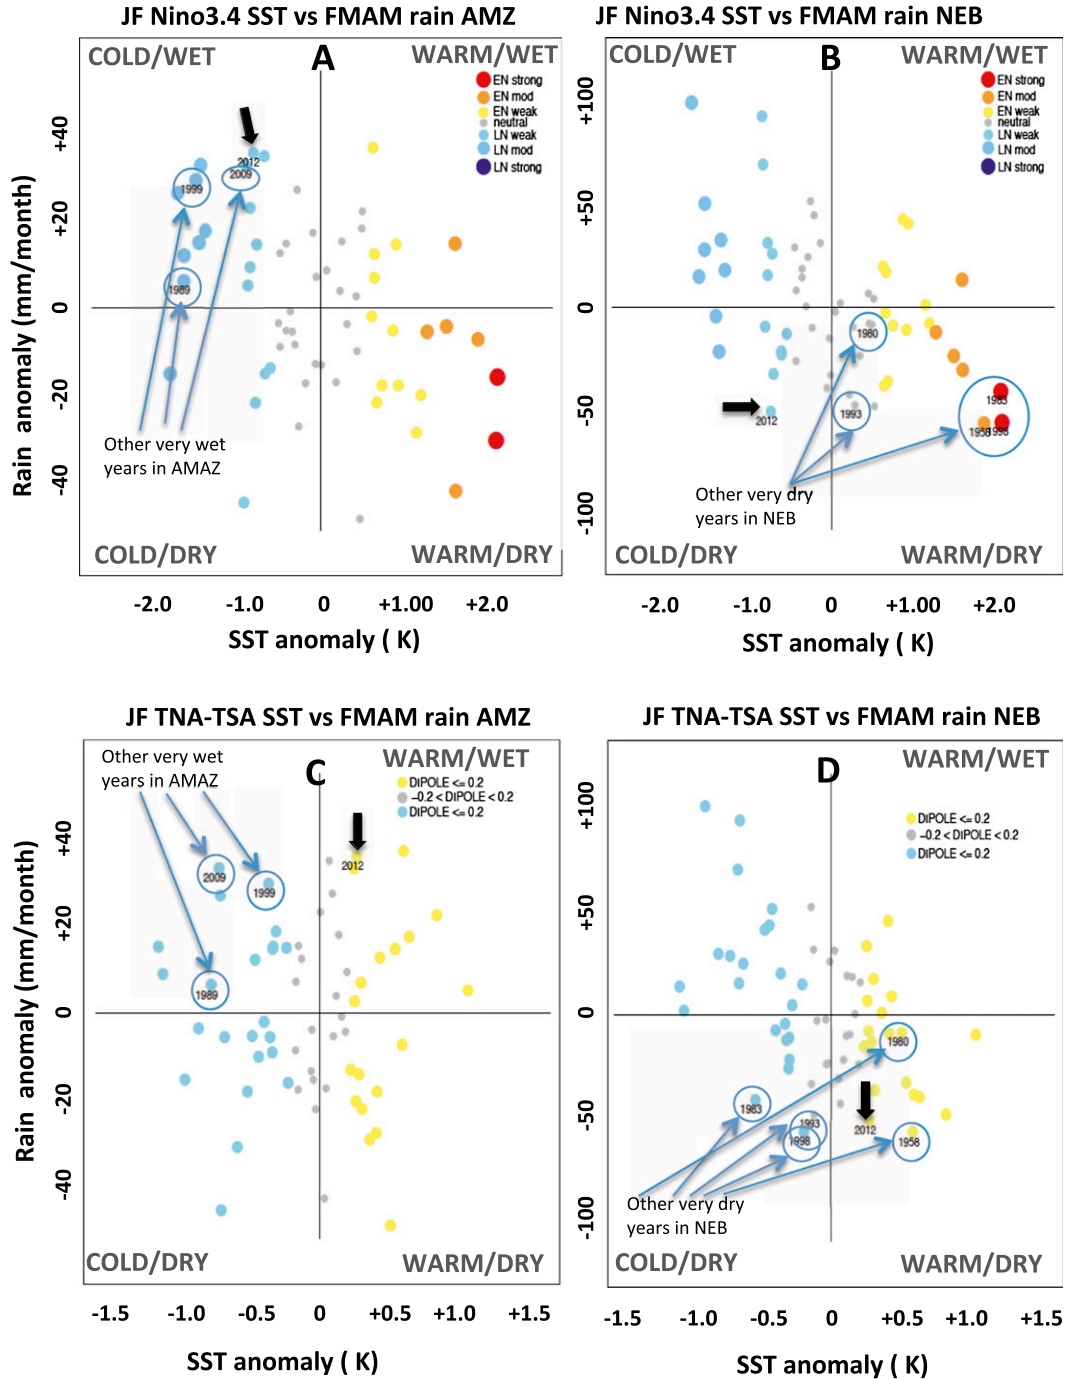 JF Nino3.4 SST vs FMAM rain AMZ
COLD/WET
A
WARM/WET
EN strong
EN mod
EN weak
neutral
LN weak
LN mod
LN strong
+40
+20
0
-20
-40
Rain anomaly (mm/month)
2012
2009
1999
1989
Other very wet
years in AMAZ
COLD/DRY
WARM/DRY
-2.0 -1.0 0 +1.00 +2.0
SST anomaly ( K)
JF Nino3.4 SST vs FMAM rain NEB
COLD/WET
B
WARM/WET
EN strong
EN mod
EN weak
neutral
LN weak
LN mod
LN strong
+100
+50
0
-50
-100
1980
1993
2012
1983
1958
1998
Other very dry
years in NEB
COLD/DRY
WARM/DRY
-2.0 -1.0 0 +1.00 +2.0
SST anomaly ( K)
JF TNA-TSA SST vs FMAM rain AMZ
Other very wet
years in AMAZ
C
WARM/WET
DIPOLE <= 0.2
-0.2 < DIPOLE < 0.2
DIPOLE <= 0.2
+40
+20
0
-20
-40
Rain anomaly (mm/month)
2012
2009
1999
1989
COLD/DRY
WARM/DRY
-1.5 -1.0 -0.5 0 +0.5 +1.0 +1.5
SST anomaly ( K)
JF TNA-TSA SST vs FMAM rain NEB
D
WARM/WET
DIPOLE <= 0.2
-0.2 < DIPOLE < 0.2
DIPOLE <= 0.2
+100
+50
0
-50
-100
1980
1983
1993
1998
2012
1958
Other very dry
years in NEB
COLD/DRY
WARM/DRY
-1.5 -1.0 -0.5 0 +0.5 +1.0 +1.5
SST anomaly ( K)